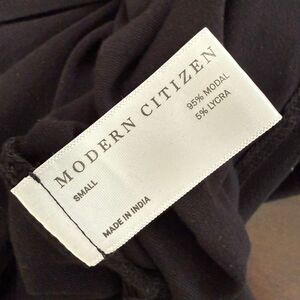 MODERN CITIZEN
SMALL
95% MODAL
5% LYCRA
MADE IN INDIA